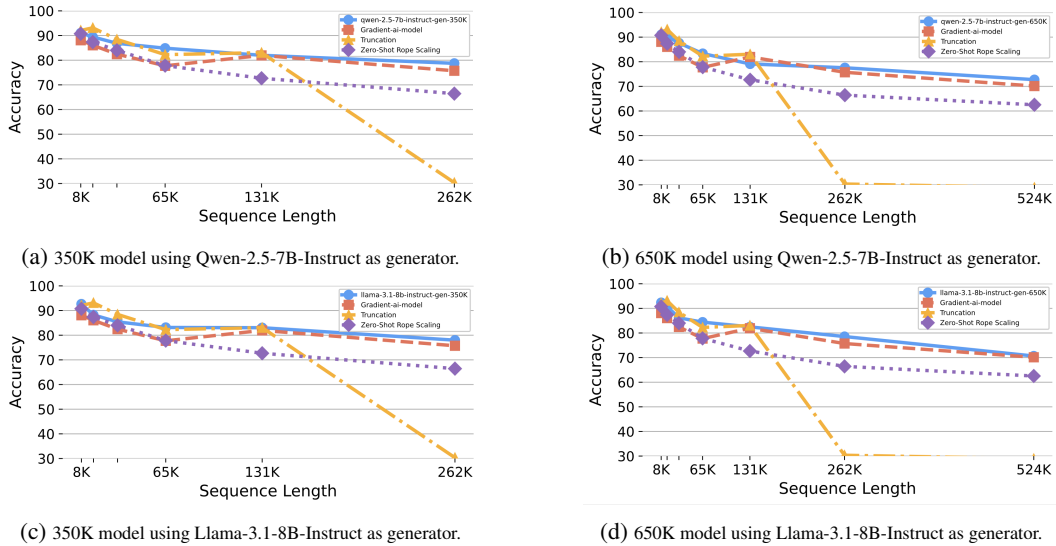 100
90
80
70
60
50
40
30
Accuracy
8K
65K
131K
262K
Sequence Length
qwen-2.5-7b-instruct-gen-350K
Gradient-ai-model
Truncation
Zero-Shot Rope Scaling
(a) 350K model using Qwen-2.5-7B-Instruct as generator.
100
90
80
70
60
50
40
30
Accuracy
8K
65K
131K
262K
524K
Sequence Length
qwen-2.5-7b-instruct-gen-650K
Gradient-ai-model
Truncation
Zero-Shot Rope Scaling
(b) 650K model using Qwen-2.5-7B-Instruct as generator.
100
90
80
70
60
50
40
30
Accuracy
8K
65K
131K
262K
Sequence Length
llama-3.1-8b-instruct-gen-350K
Gradient-ai-model
Truncation
Zero-Shot Rope Scaling
(c) 350K model using Llama-3.1-8B-Instruct as generator.
100
90
80
70
60
50
40
30
Accuracy
8K
65K
131K
262K
524K
Sequence Length
llama-3.1-8b-instruct-gen-650K
Gradient-ai-model
Truncation
Zero-Shot Rope Scaling
(d) 650K model using Llama-3.1-8B-Instruct as generator.